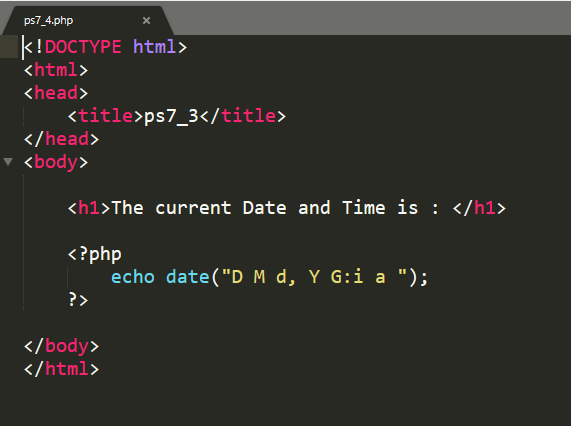 ps7_4.php ×
<!DOCTYPE html>
<html>
<head>
    <title>ps7_3</title>
</head>
<body>
    <h1>The current Date and Time is : </h1>
    <?php
        echo date("D M d, Y G:i a ");
    ?>
</body>
</html>